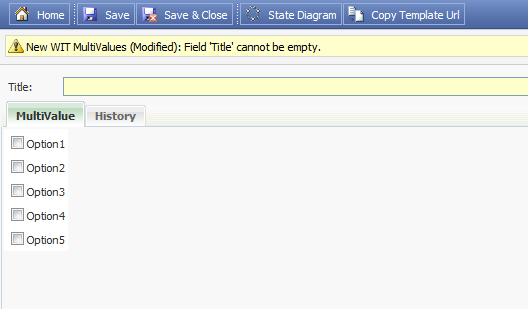 Home Save Save & Close State Diagram Copy Template Url
New WIT MultiValues (Modified): Field 'Title' cannot be empty.
Title:
MultiValue History
Option1
Option2
Option3
Option4
Option5